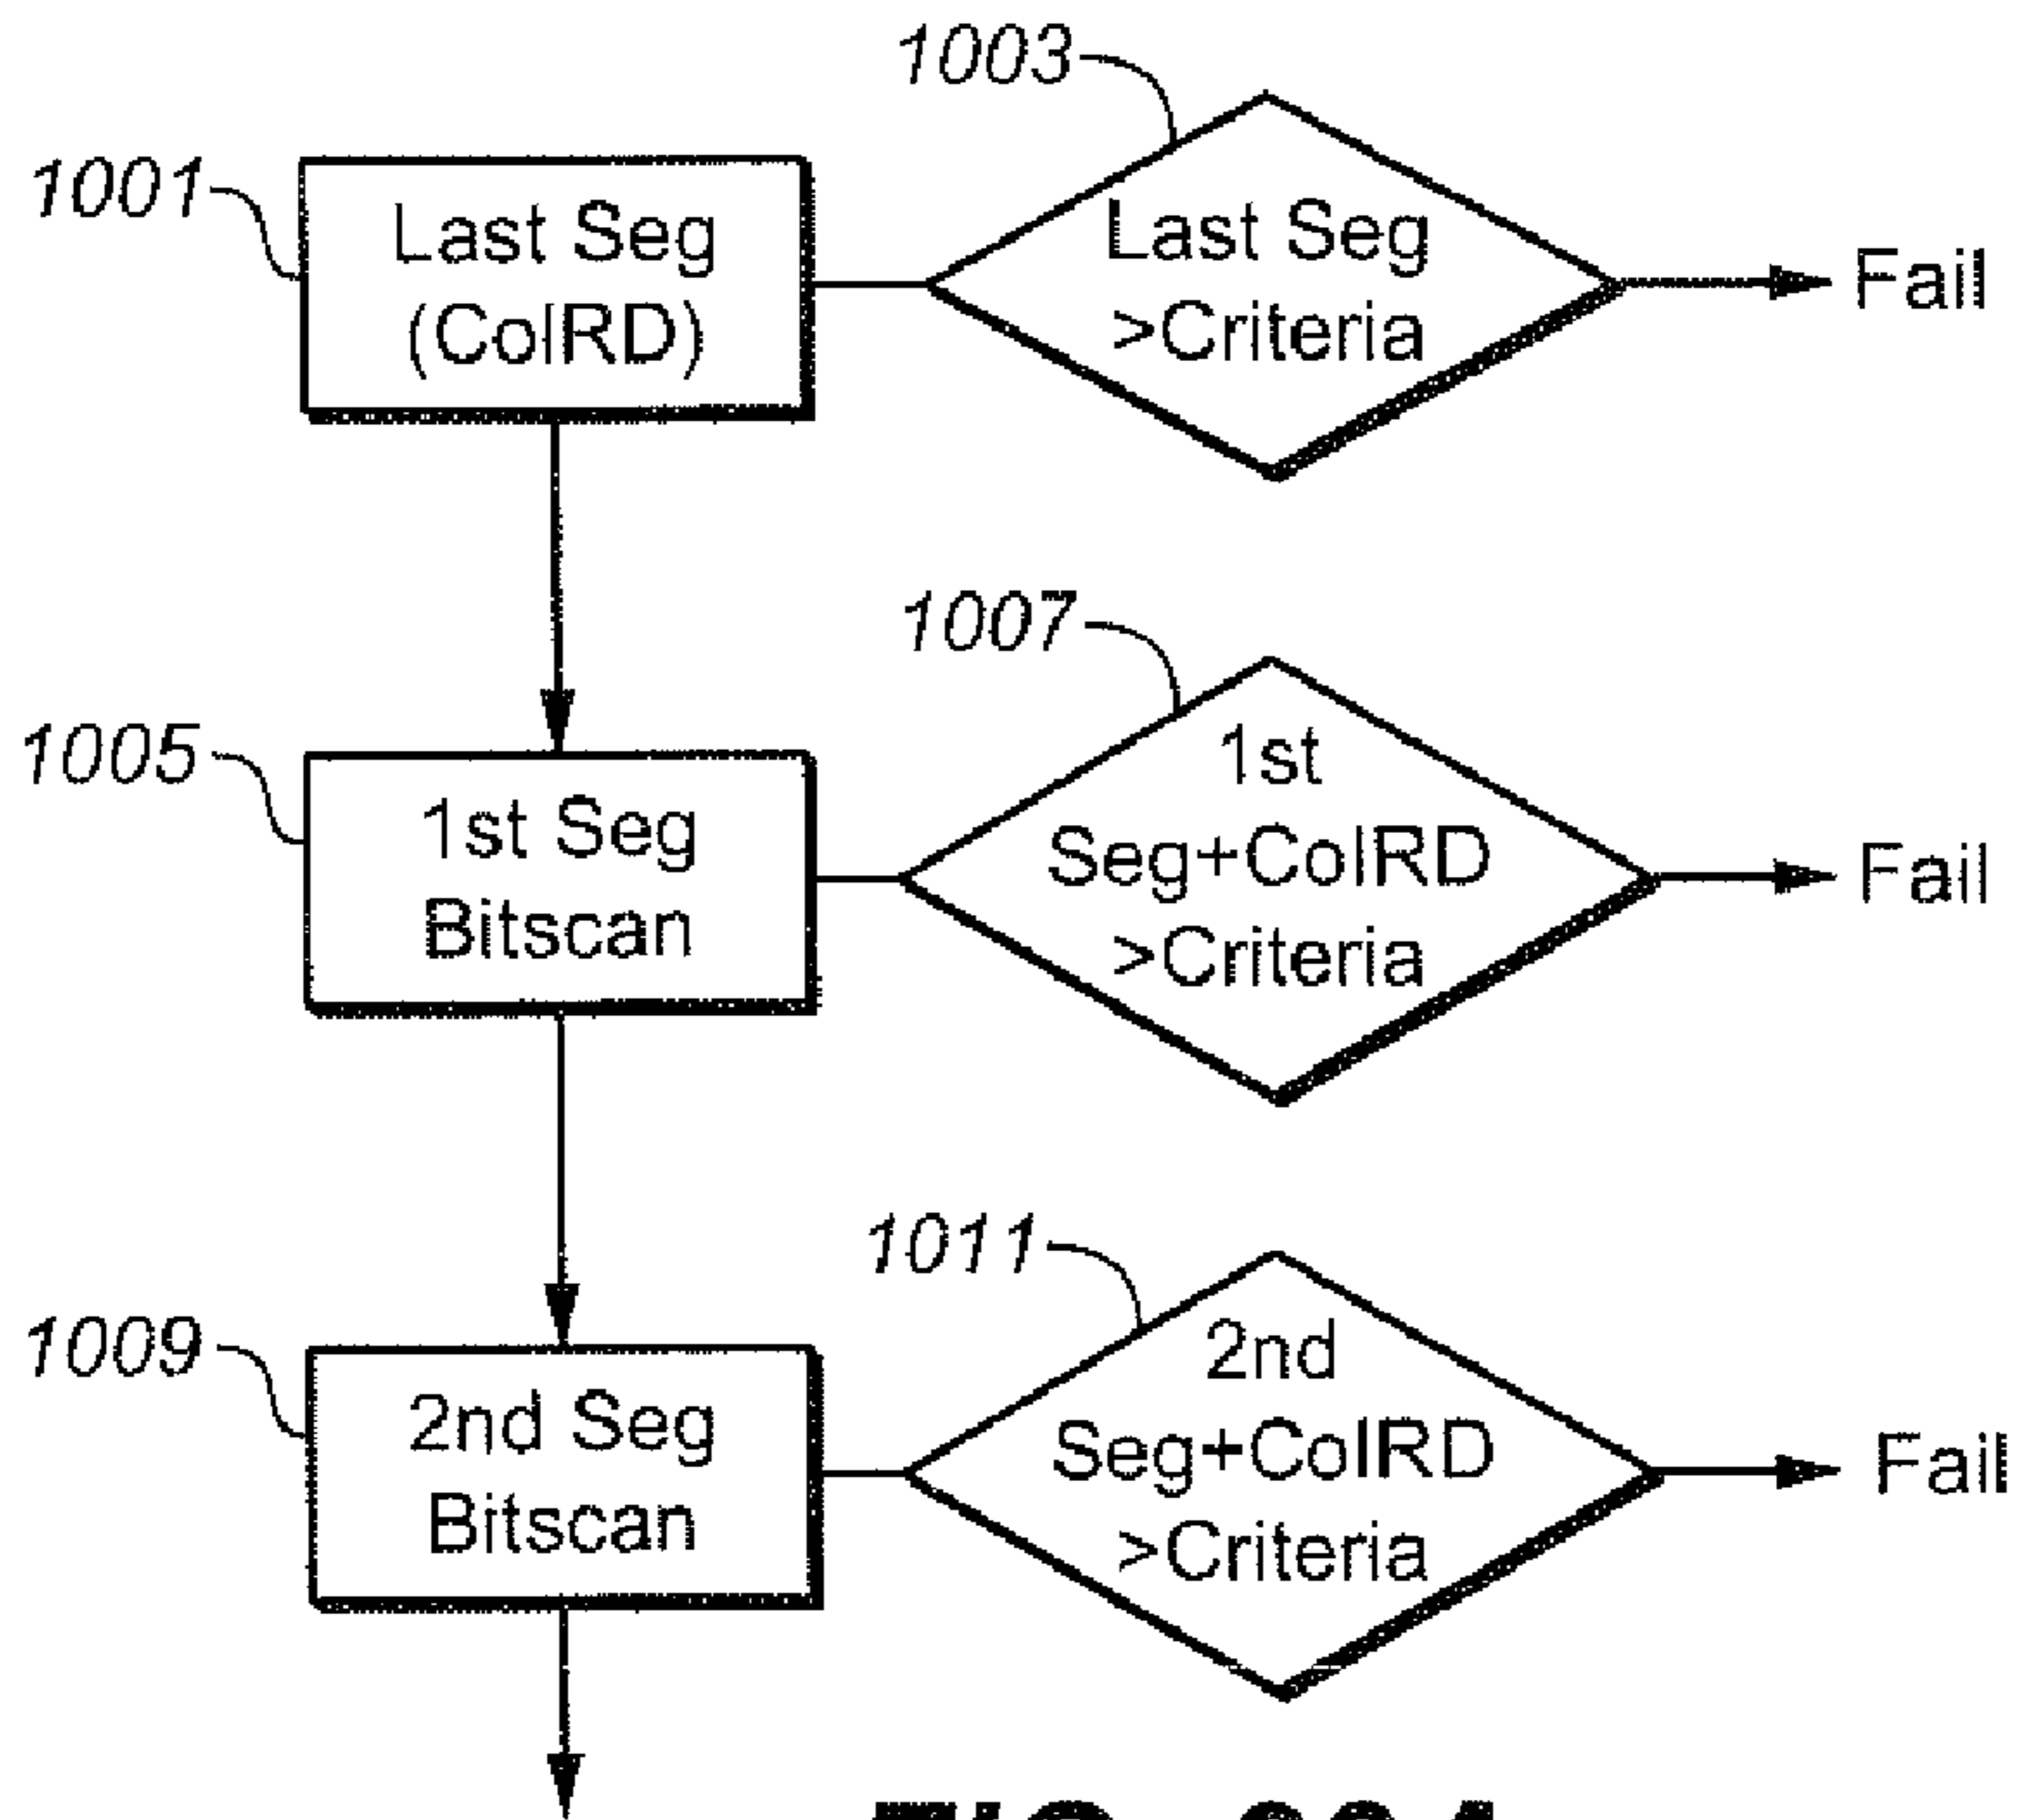 1003
1001
Last Seg
(ColRD)
Last Seg
>Criteria
Fail
1007
1005
1st Seg
Bitscan
1st
Seg+ColRD
>Criteria
Fail
1011
1009
2nd Seg
Bitscan
2nd
Seg+ColRD
>Criteria
Fail